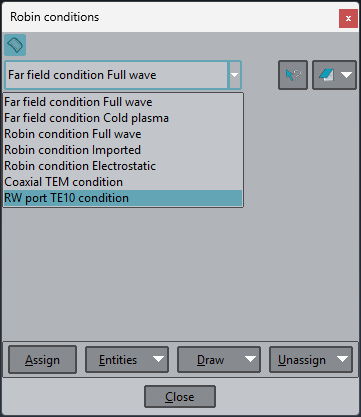 Robin conditions
x
Far field condition Full wave
Far field condition Full wave
Far field condition Cold plasma
Robin condition Full wave
Robin condition Imported
Robin condition Electrostatic
Coaxial TEM condition
RW port TE10 condition
Assign Entities Draw Unassign
Close